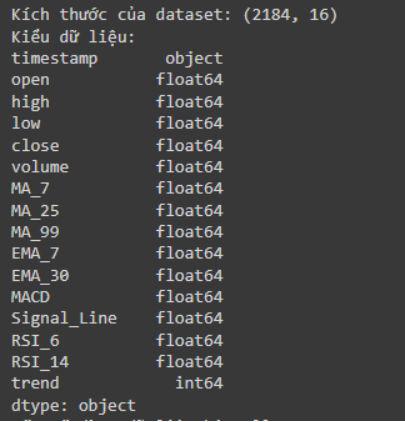 Kích thước của dataset: (2184, 16)
Kiểu dữ liệu:
timestamp object
open float64
high float64
low float64
close float64
volume float64
MA_7 float64
MA_25 float64
MA_99 float64
EMA_7 float64
EMA_30 float64
MACD float64
Signal_Line float64
RSI_6 float64
RSI_14 float64
trend int64
dtype: object